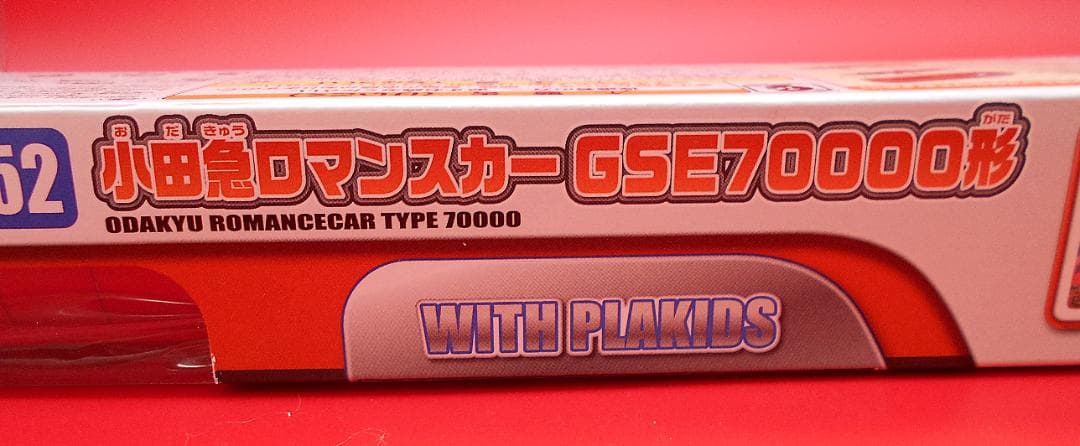 52
お だ きゅう がた
小田急ロマンスカー GSE70000形
ODAKYU ROMANCECAR TYPE 70000
WITH PLAKIDS